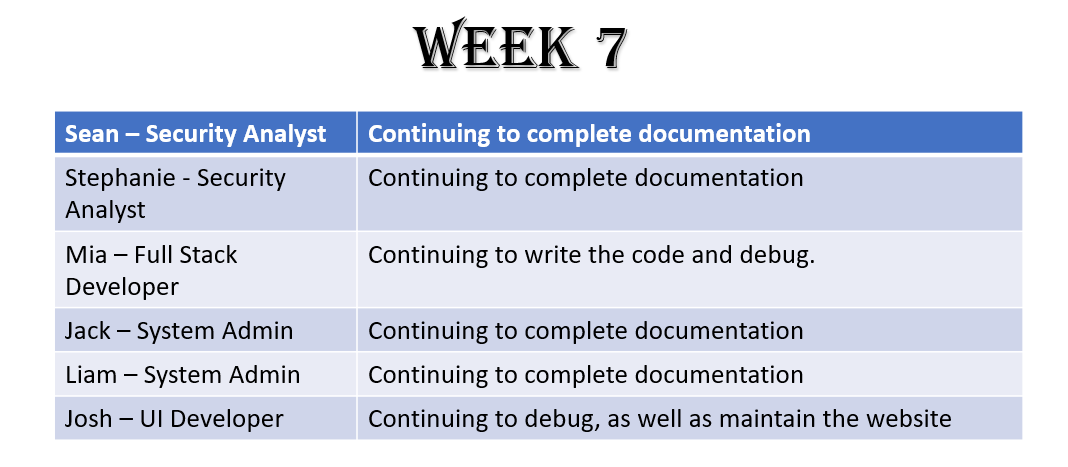 WEEK 7
Sean – Security Analyst
Continuing to complete documentation
Stephanie - Security
Analyst
Continuing to complete documentation
Mia – Full Stack
Developer
Continuing to write the code and debug.
Jack – System Admin
Continuing to complete documentation
Liam – System Admin
Continuing to complete documentation
Josh – UI Developer
Continuing to debug, as well as maintain the website